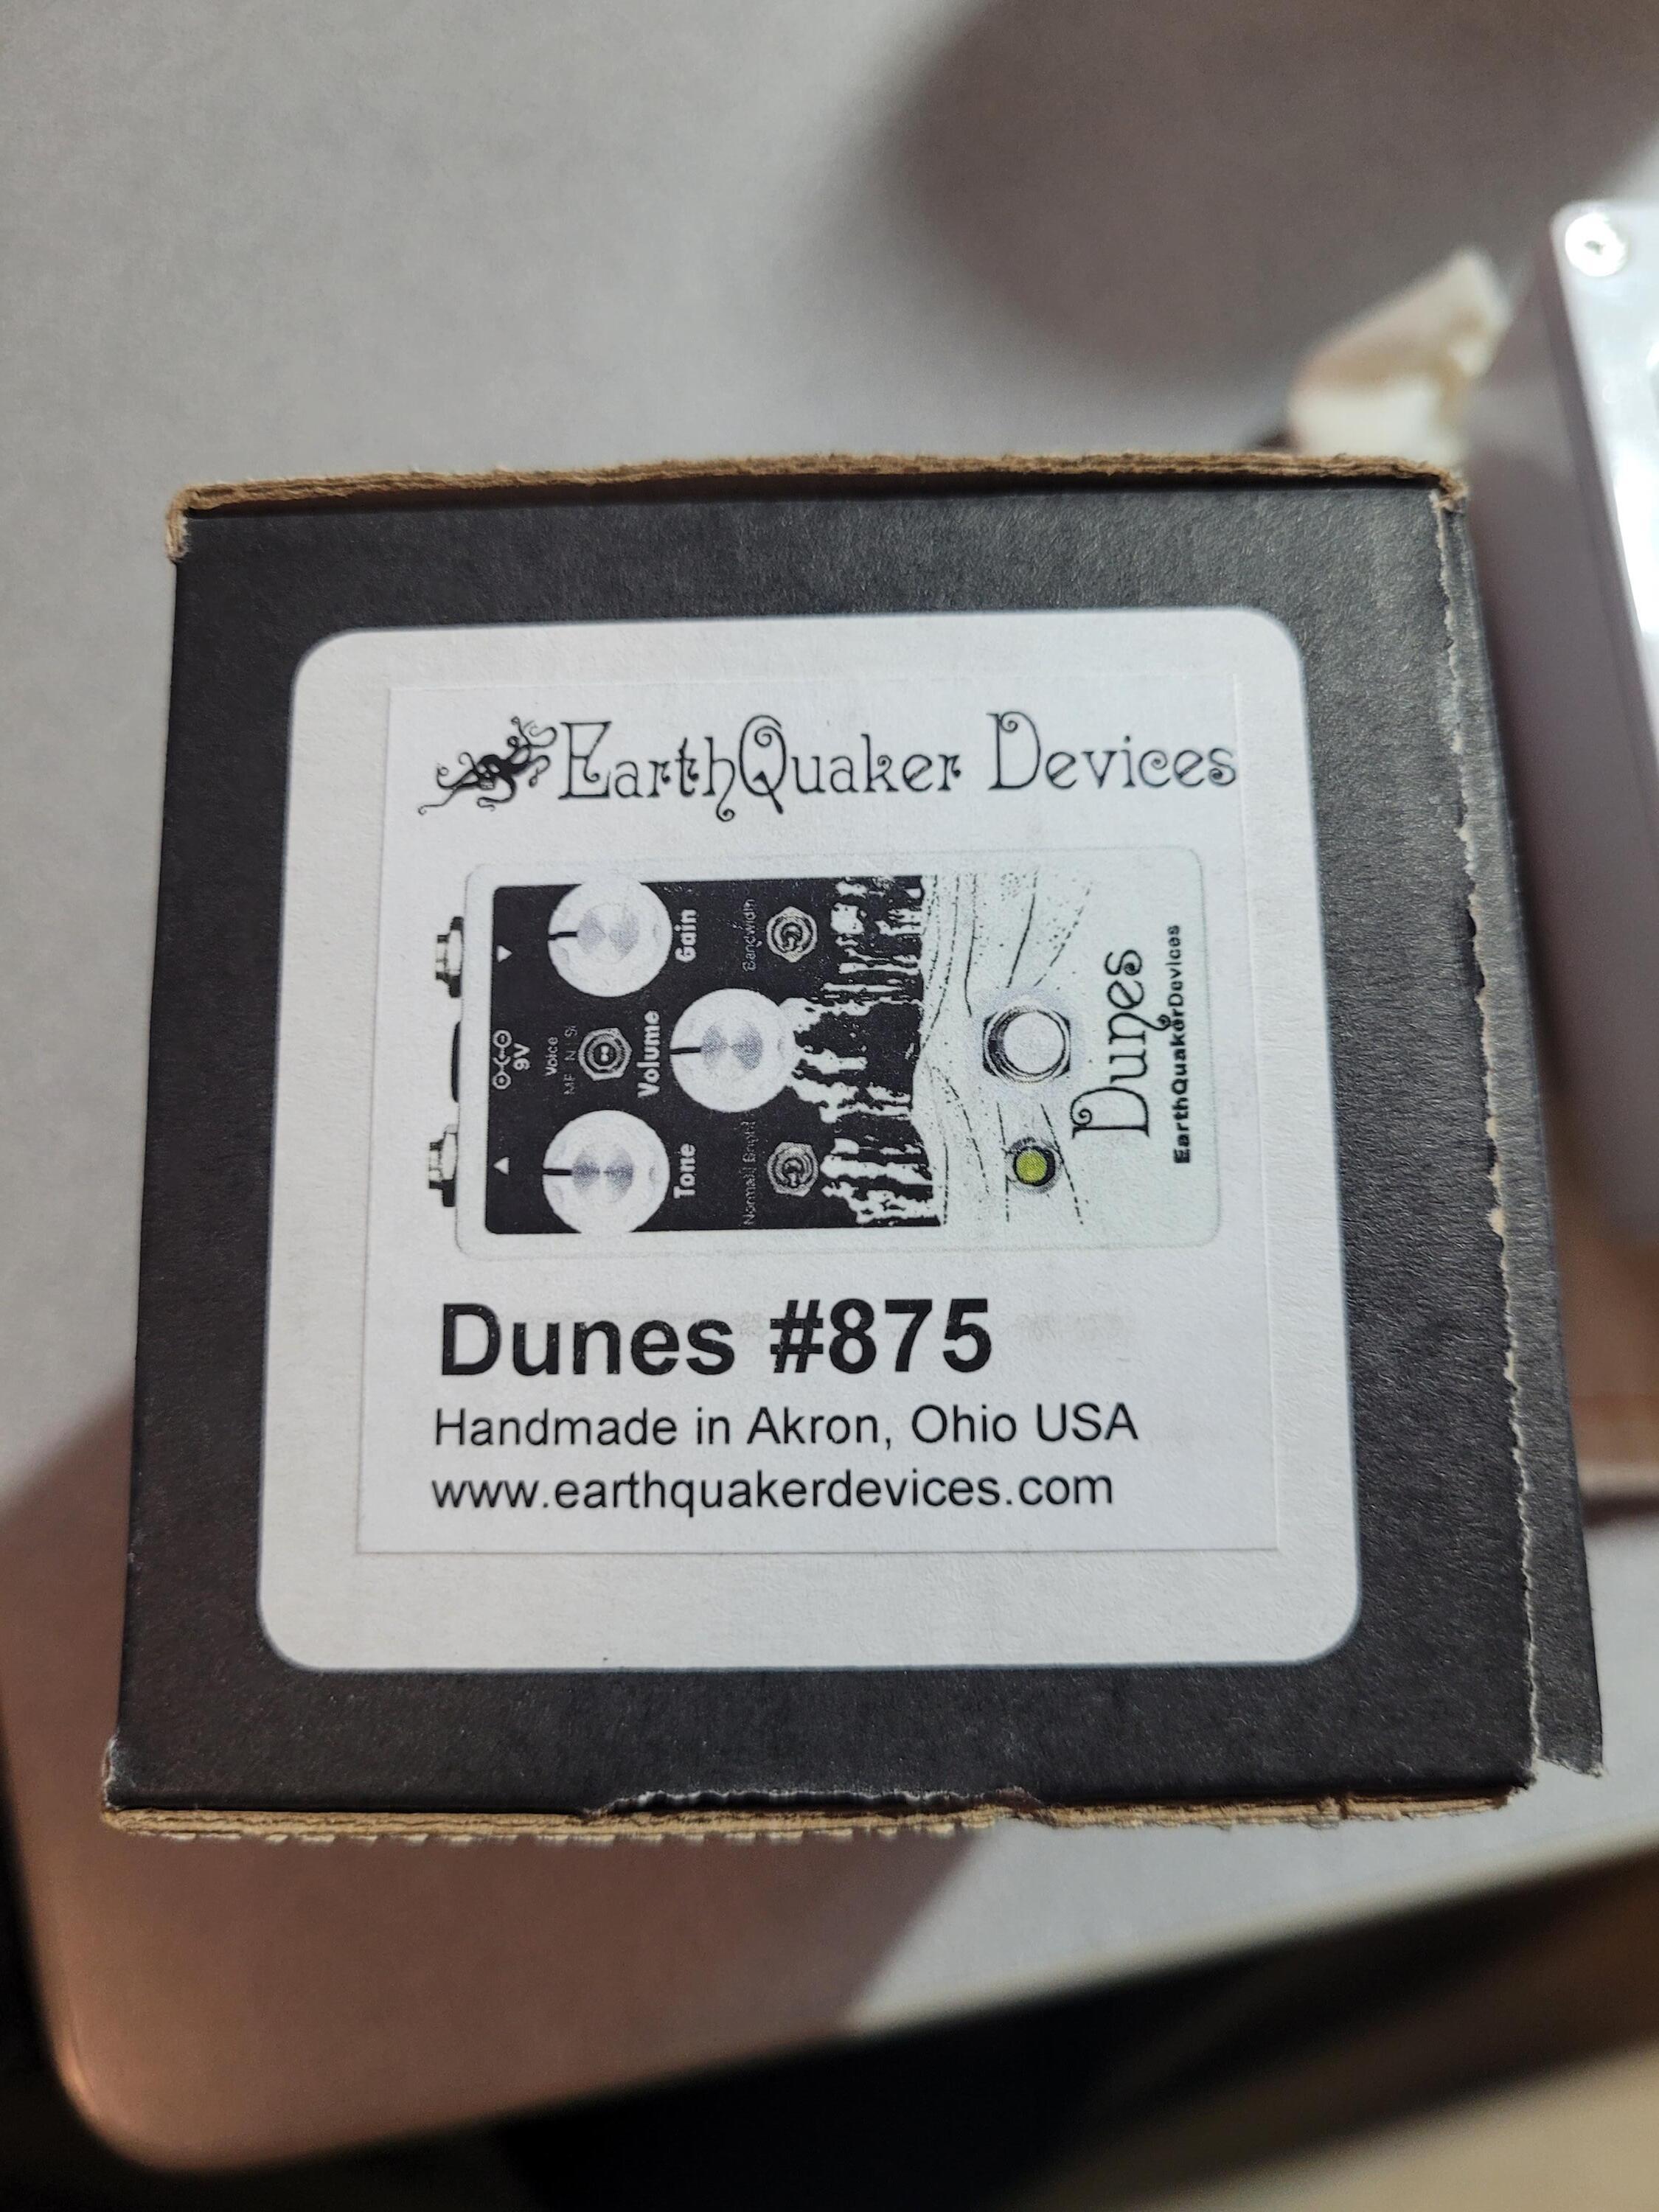 EarthQuaker Devices
Tone
Volume
Gain
9V
Voice
MF N Si
Normal Bright
Bandwidth
Dunes
EarthQuakerDevices
Dunes #875
Handmade in Akron, Ohio USA
www.earthquakerdevices.com